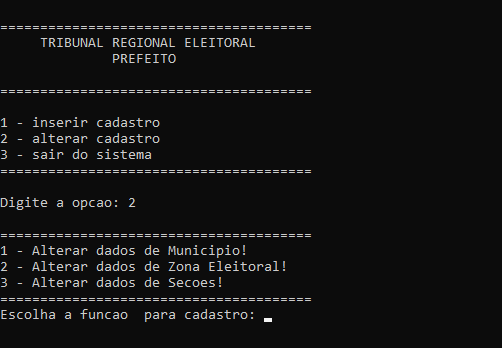 =======================================
TRIBUNAL REGIONAL ELEITORAL
PREFEITO
=======================================
1 - inserir cadastro
2 - alterar cadastro
3 - sair do sistema
=======================================
Digite a opcao: 2
=======================================
1 - Alterar dados de Municipio!
2 - Alterar dados de Zona Eleitoral!
3 - Alterar dados de Secoes!
=======================================
Escolha a funcao  para cadastro: